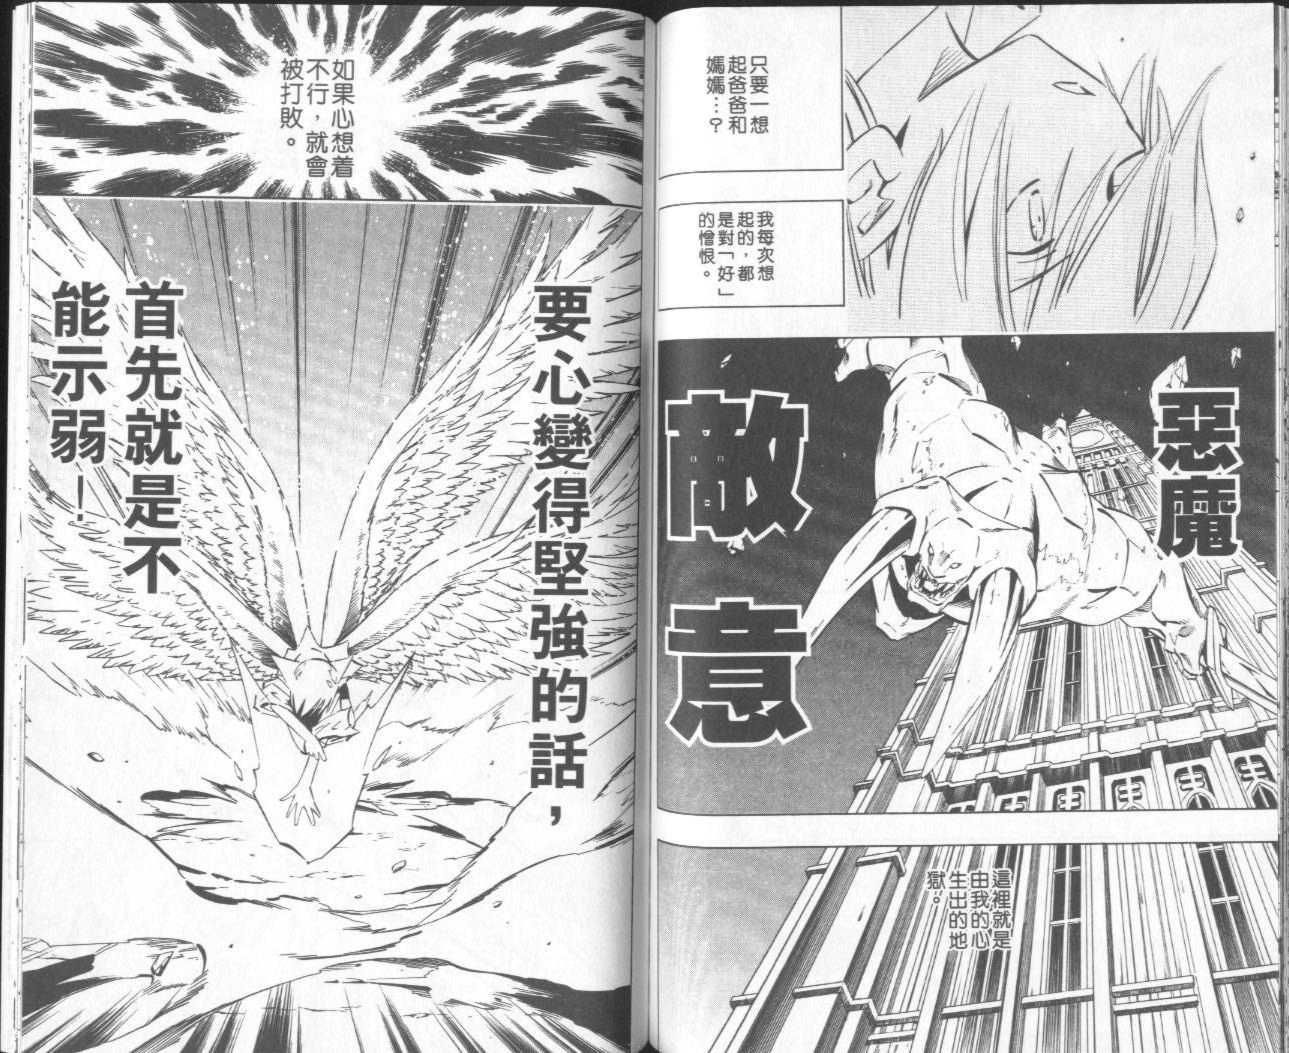 只要一想
起爸爸和
媽媽…?
我每次想
起的，都
是對「好」
的憎恨。
惡魔
敵意
這裡就是
由我的心
生出的地
獄。
如果心想着
不行，就會
被打敗。
要心變得堅強的話，
首先就是不
能示弱！